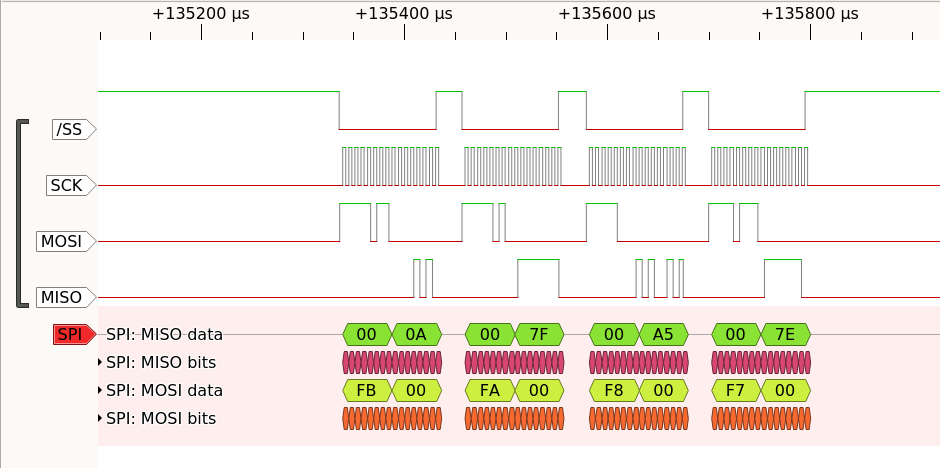 +135200 µs +135400 µs +135600 µs +135800 µs
/SS
SCK
MOSI
MISO
SPI SPI: MISO data 00 0A 00 7F 00 A5 00 7E
SPI: MISO bits
SPI: MOSI data FB 00 FA 00 F8 00 F7 00
SPI: MOSI bits